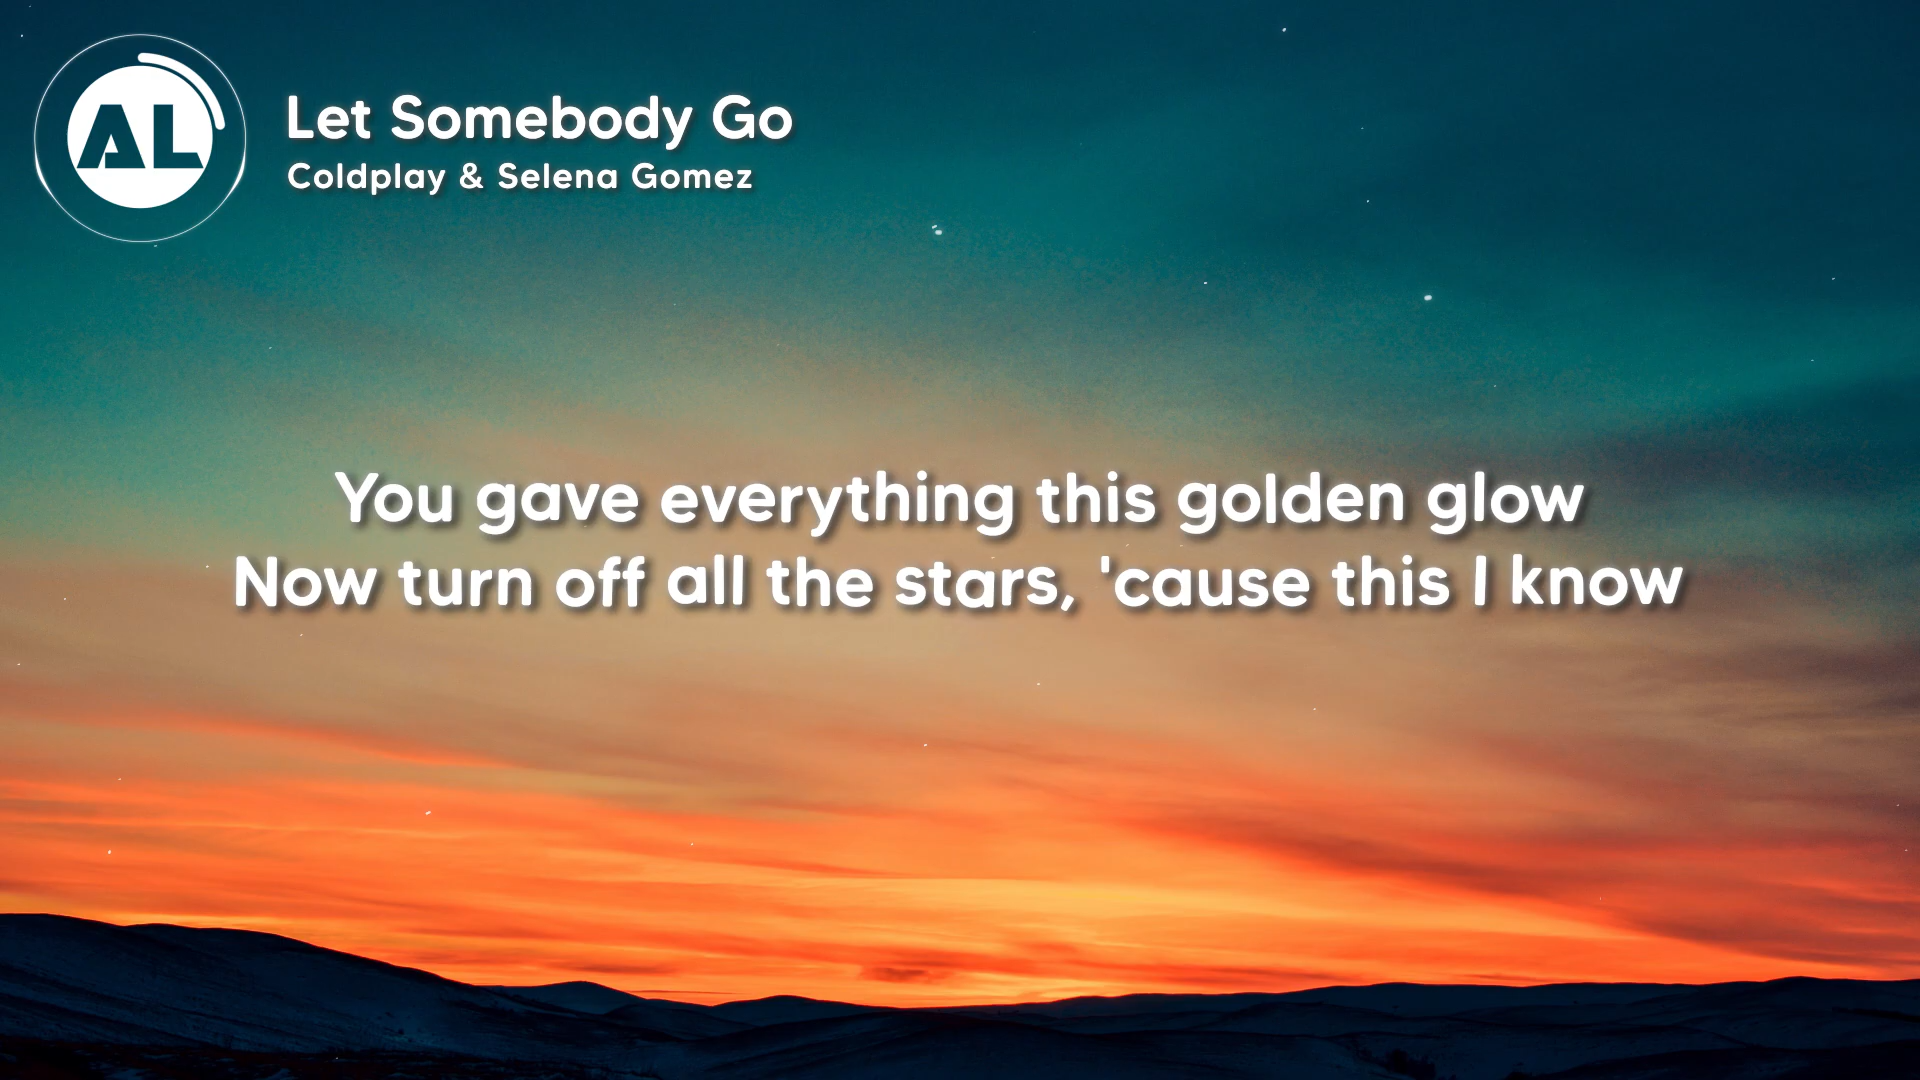 AL
Let Somebody Go
Coldplay & Selena Gomez
You gave everything this golden glow
Now turn off all the stars, 'cause this I know